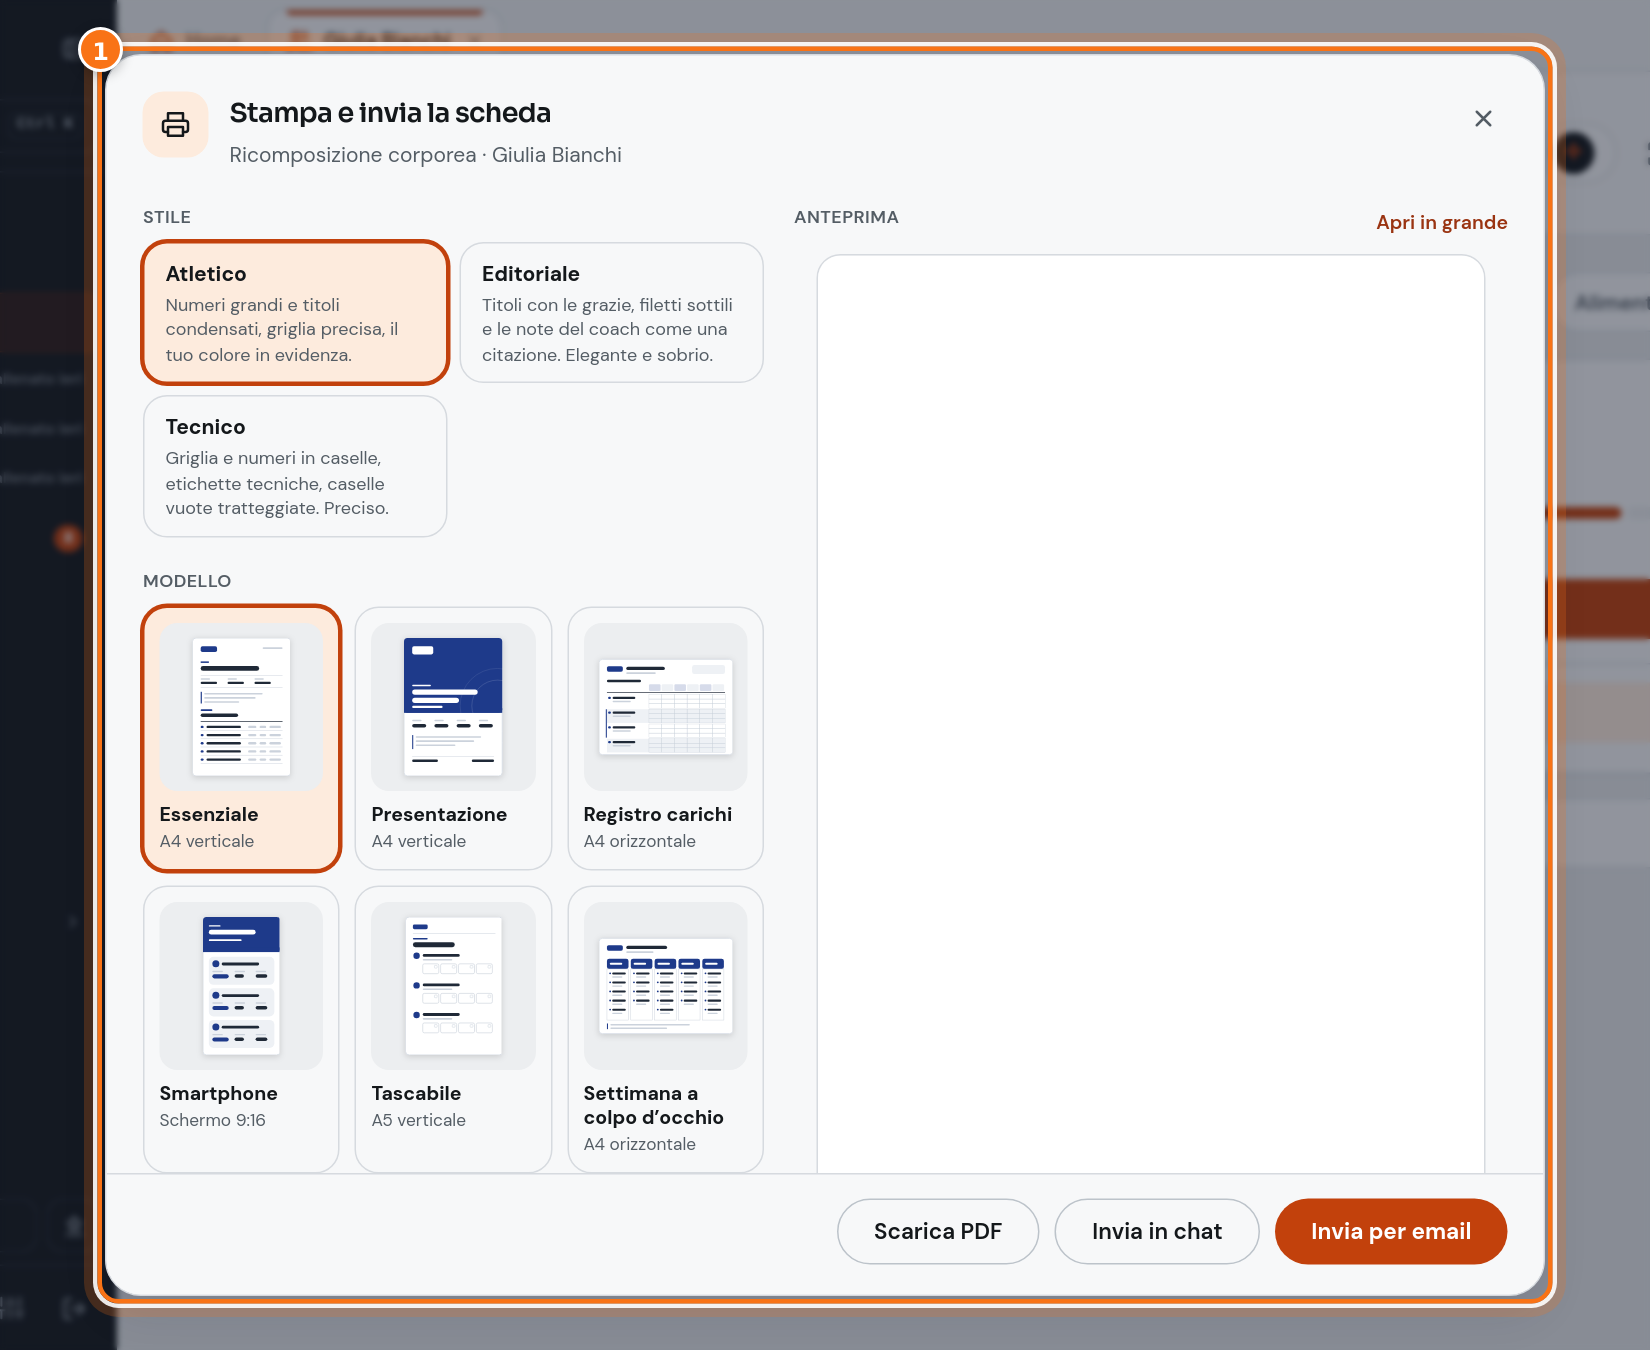 1
Stampa e invia la scheda
Ricomposizione corporea · Giulia Bianchi
STILE
Atletico
Numeri grandi e titoli
condensati, griglia precisa, il
tuo colore in evidenza.
Editoriale
Titoli con le grazie, filetti sottili
e le note del coach come una
citazione. Elegante e sobrio.
Tecnico
Griglia e numeri in caselle,
etichette tecniche, caselle
vuote tratteggiate. Preciso.
MODELLO
Essenziale
A4 verticale
Presentazione
A4 verticale
Registro carichi
A4 orizzontale
Smartphone
Schermo 9:16
Tascabile
A5 verticale
Settimana a
colpo d’occhio
A4 orizzontale
ANTEPRIMA
Apri in grande
Scarica PDF
Invia in chat
Invia per email